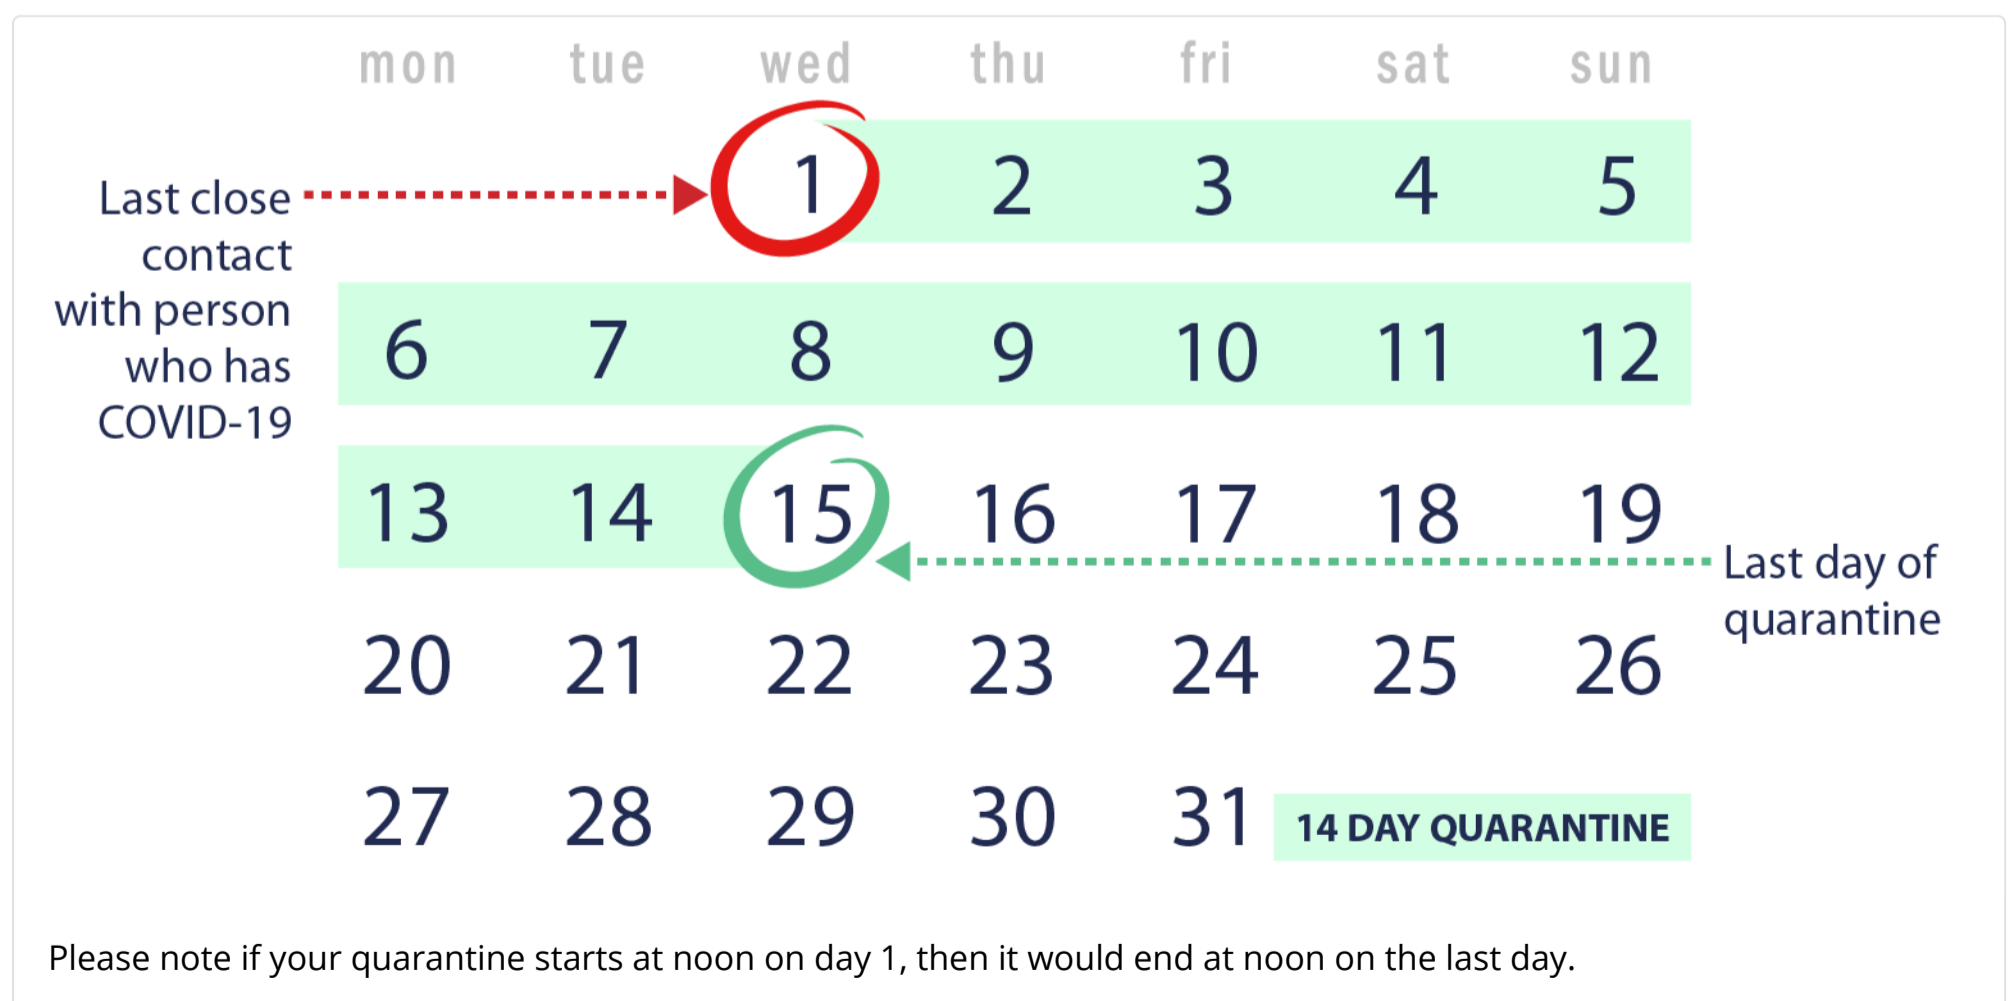 mon tue wed thu fri sat sun
1 2 3 4 5
Last close
contact
with person
who has
COVID-19
6 7 8 9 10 11 12
13 14 15 16 17 18 19
Last day of
quarantine
20 21 22 23 24 25 26
27 28 29 30 31
14 DAY QUARANTINE
Please note if your quarantine starts at noon on day 1, then it would end at noon on the last day.